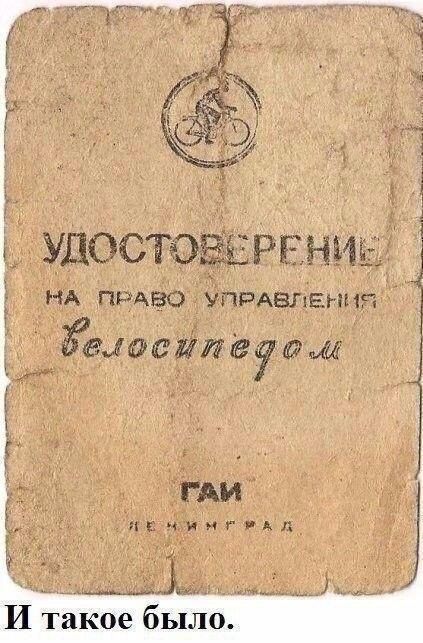 УДОСТОВЕРЕНИЕ
НА ПРАВО УПРАВЛЕНИЯ
велосипедом
ГАИ
ЛЕНИНГРАД
И такое было.